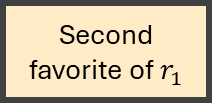 Second
favorite of r₁